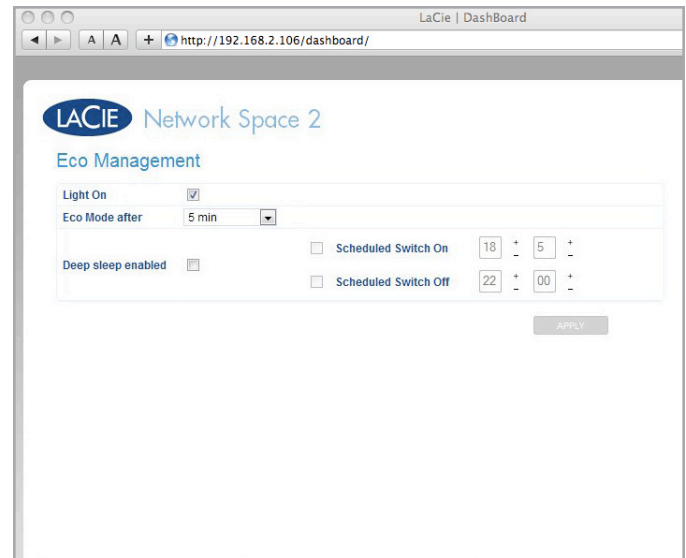 LaCie | DashBoard
A A + http://192.168.2.106/dashboard/
LACIE Network Space 2
Eco Management
Light On
Eco Mode after 5 min
Scheduled Switch On 18 + - 5 + -
Deep sleep enabled
Scheduled Switch Off 22 + - 00 + -
APPLY